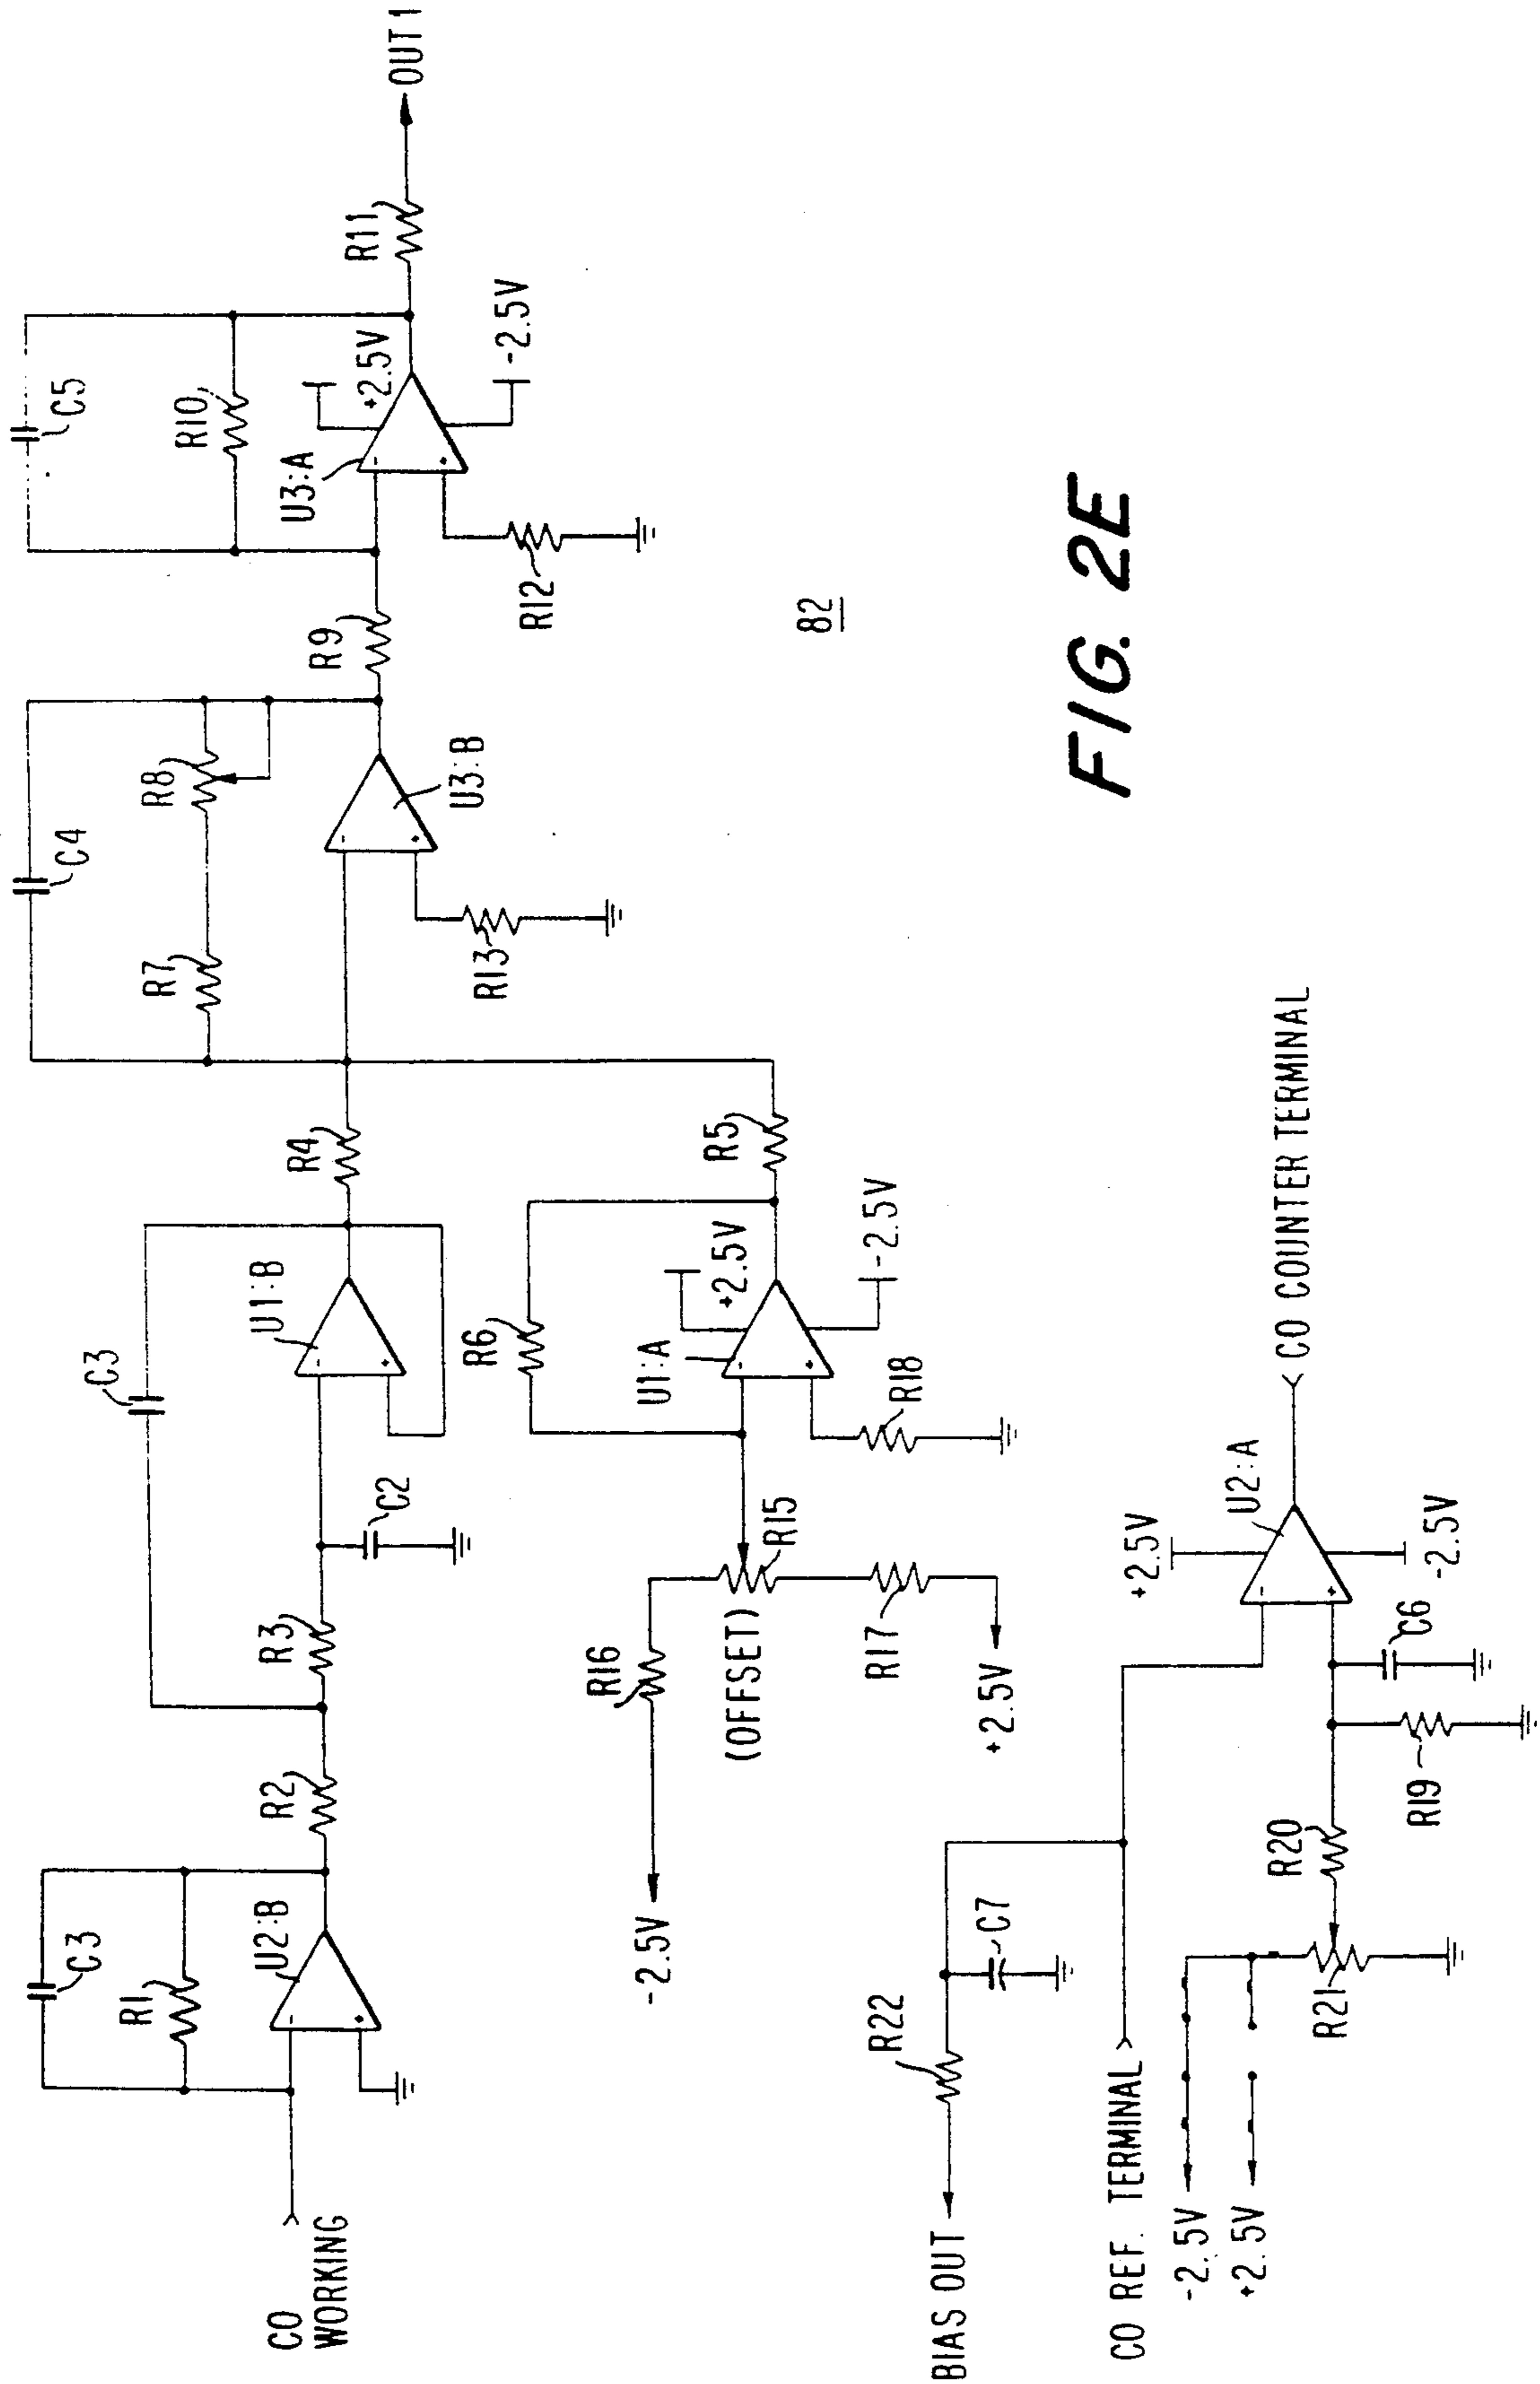 C3
R1
U2:B
CO
WORKING
R2
R3
C2
C3
U1:B
R4
C4
R7
R8
U3:B
R13
R9
C5
R10
U3:A
+2.5V
-2.5V
R12
R11
OUT 1
-2.5V
R16
(OFFSET)
R15
R17
+2.5V
R6
U1:A
+2.5V
-2.5V
R18
R5
82
BIAS OUT
R22
C7
CO REF. TERMINAL
-2.5V
+2.5V
R21
R20
R19
C6
+2.5V
U2:A
-2.5V
CO COUNTER TERMINAL
FIG. 2E